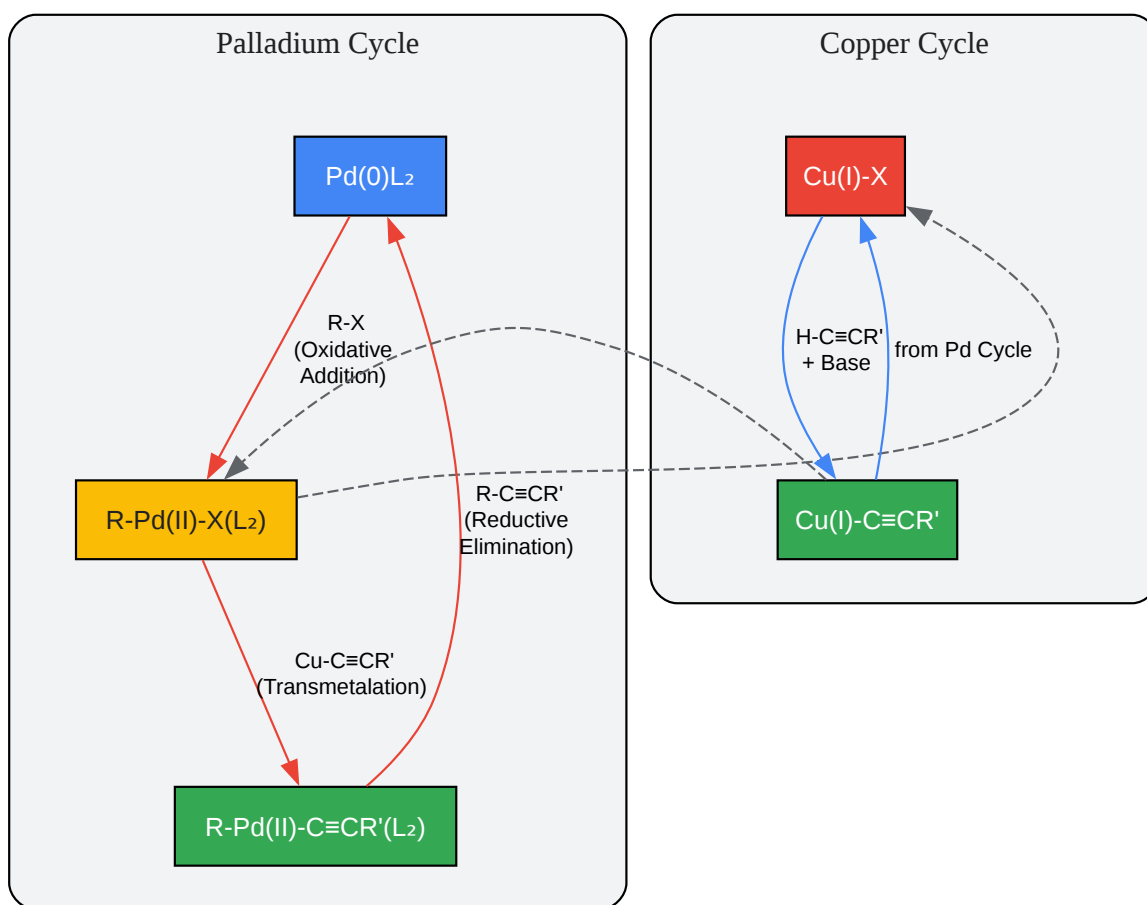 Palladium Cycle
Pd(0)L₂
R-X
(Oxidative
Addition)
R-Pd(II)-X(L₂)
R-C≡CR'
(Reductive
Elimination)
Cu-C≡CR'
(Transmetalation)
R-Pd(II)-C≡CR'(L₂)
Copper Cycle
Cu(I)-X
H-C≡CR'
+ Base
from Pd Cycle
Cu(I)-C≡CR'